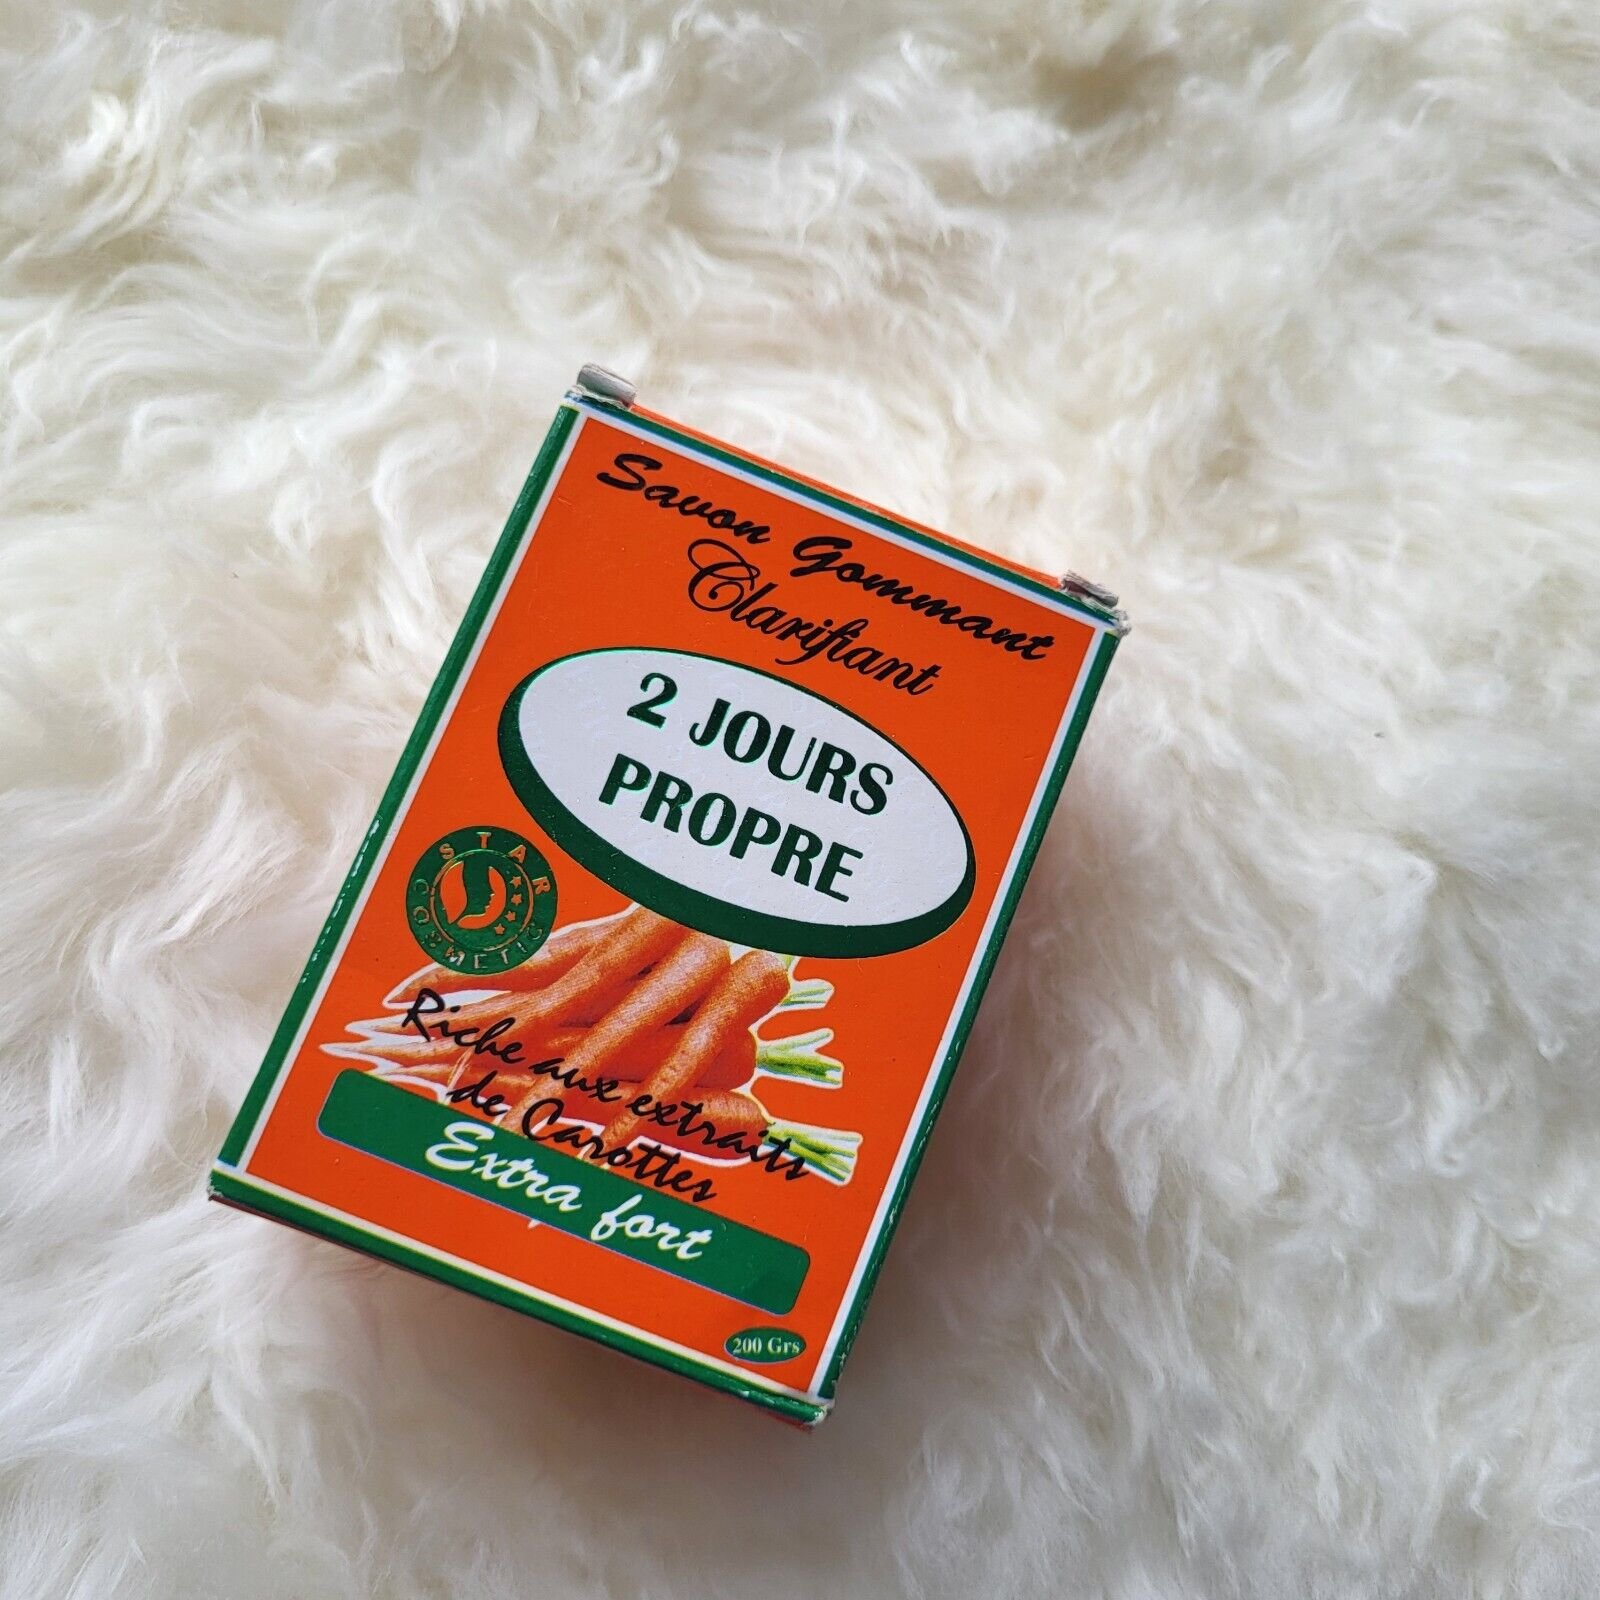 Savon Gommant
Clarifiant
2 JOURS
PROPRE
STAR
COSMETIC
Riche aux extraits
de Carottes
Extra fort
200 Grs